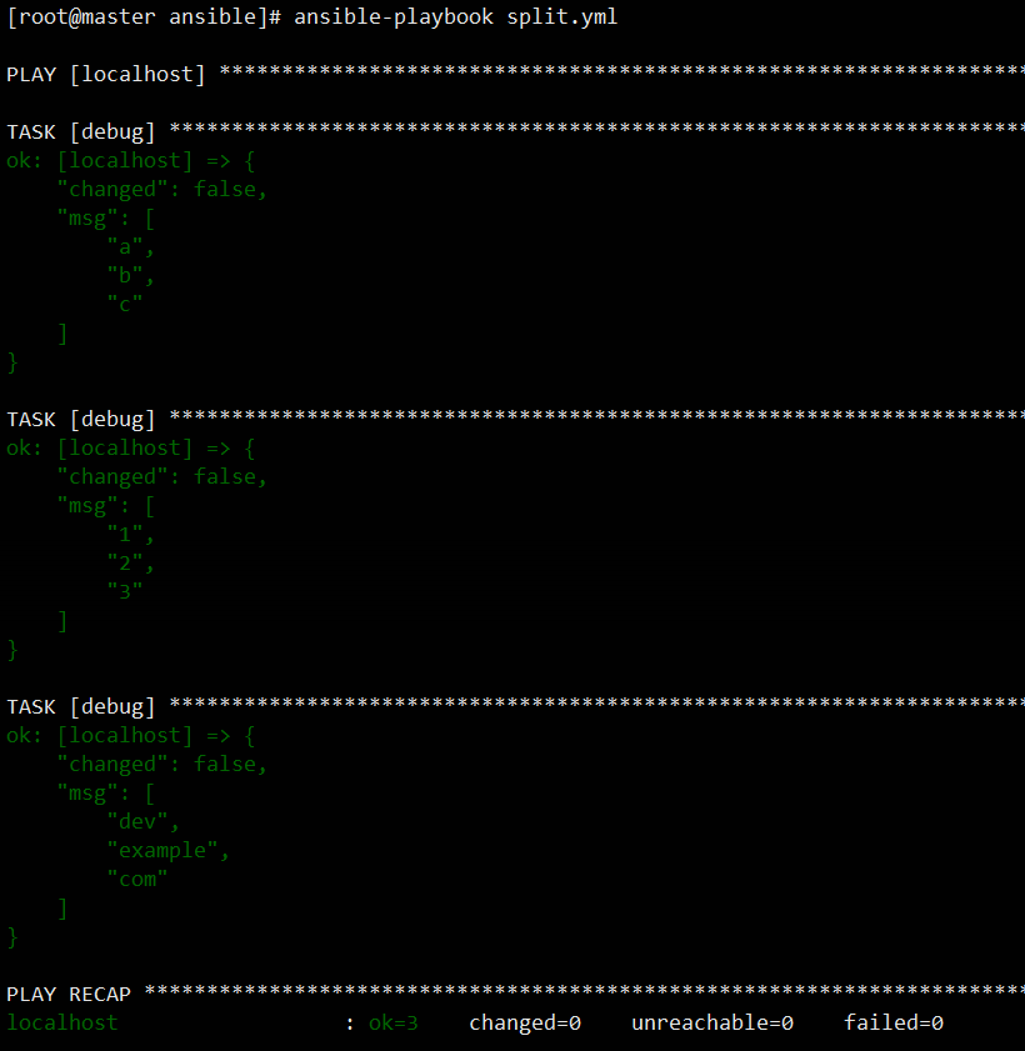 [root@master ansible]# ansible-playbook split.yml
PLAY [localhost] *****************************************************************
TASK [debug] *********************************************************************
ok: [localhost] => {
    "changed": false,
    "msg": [
        "a",
        "b",
        "c"
    ]
}
TASK [debug] *********************************************************************
ok: [localhost] => {
    "changed": false,
    "msg": [
        "1",
        "2",
        "3"
    ]
}
TASK [debug] *********************************************************************
ok: [localhost] => {
    "changed": false,
    "msg": [
        "dev",
        "example",
        "com"
    ]
}
PLAY RECAP ***********************************************************************
localhost                  : ok=3    changed=0    unreachable=0    failed=0